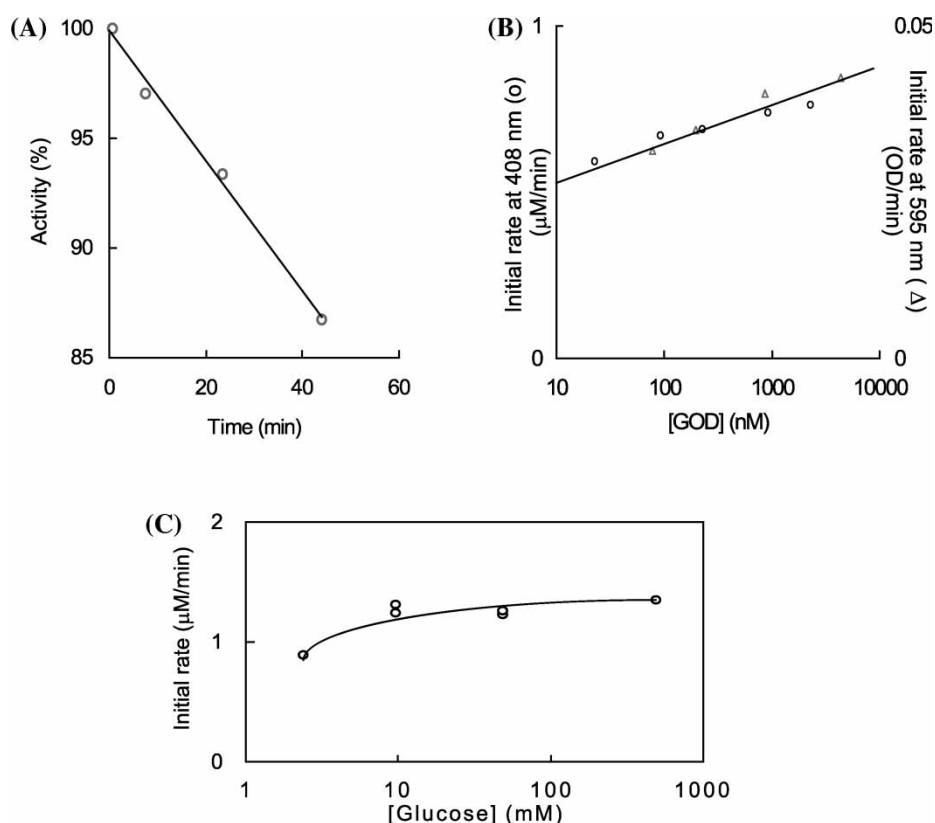 (A)
100
95
90
85
Activity (%)
0 20 40 60
Time (min)
(B)
1
0
Initial rate at 408 nm (o)
(μM/min)
0.05
0
Initial rate at 595 nm ( Δ)
(OD/min)
10 100 1000 10000
[GOD] (nM)
(C)
2
1
0
Initial rate (μM/min)
1 10 100 1000
[Glucose] (mM)